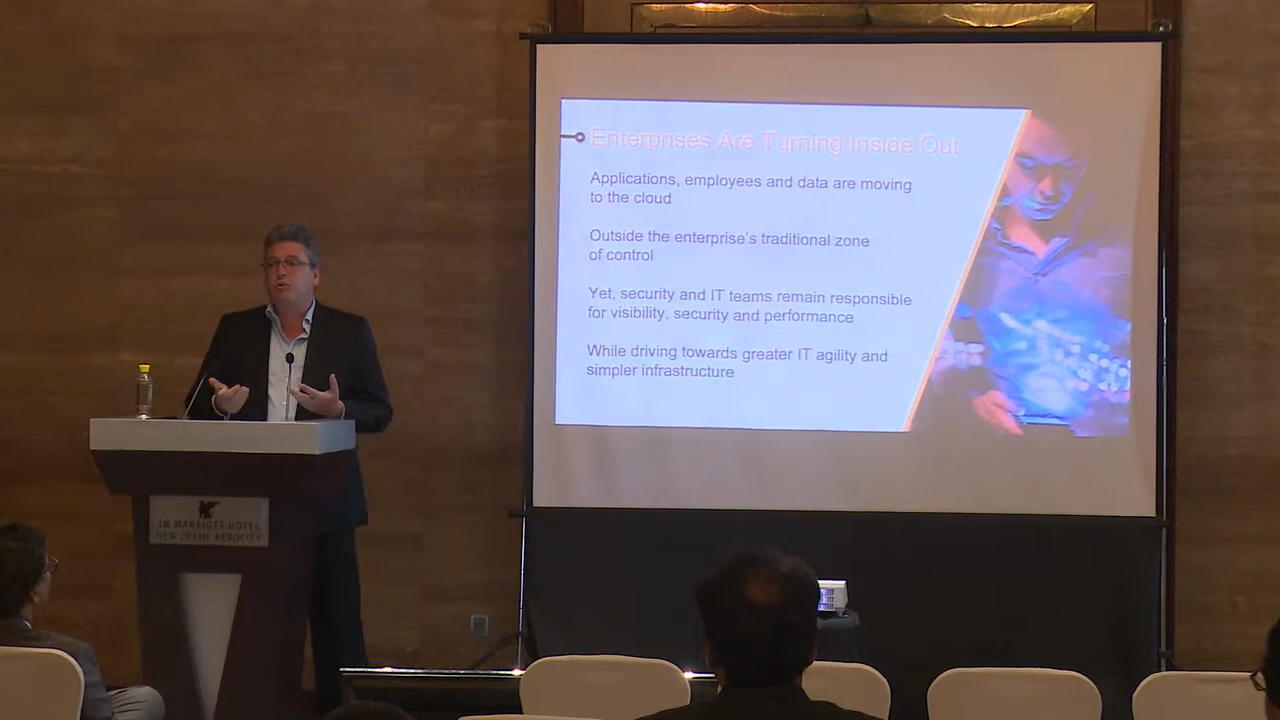 Enterprises Are Turning Inside Out
Applications, employees and data are moving
to the cloud
Outside the enterprise's traditional zone
of control
Yet, security and IT teams remain responsible
for visibility, security and performance
While driving towards greater IT agility and
simpler infrastructure
JW MARRIOTT HOTEL
NEW DELHI AEROCITY